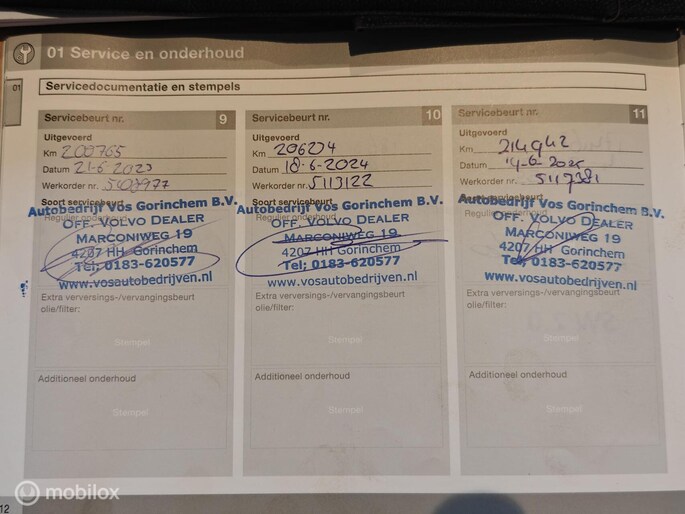 01 Service en onderhoud
01
Servicedocumentatie en stempels
Servicebeurt nr. 9
Uitgevoerd
Km 200765
Datum 21-6-2023
Werkorder nr.
Soort servicebeurt
Autobedrijf Vos Gorinchem B.V.
Regulier onderhoud
OFF. VOLVO DEALER
MARCONIWEG 19
4207 HH Gorinchem
Tel; 0183-620577
www.vosautobedrijven.nl
Extra verversings-/vervangingsbeurt
olie/filter:
Stempel
Additioneel onderhoud
Stempel
Servicebeurt nr. 10
Uitgevoerd
Km 206274
Datum 18-6-2024
Werkorder nr. 5113122
Soort servicebeurt
Autobedrijf Vos Gorinchem B.V.
Regulier onderhoud
OFF. VOLVO DEALER
MARCONIWEG 19
4207 HH Gorinchem
Tel; 0183-620577
www.vosautobedrijven.nl
Extra verversings-/vervangingsbeurt
olie/filter:
Stempel
Additioneel onderhoud
Stempel
Servicebeurt nr. 11
Uitgevoerd
Km 214942
Datum
Werkorder nr. 5117381
Autobedrijf Vos Gorinchem B.V.
OFF. VOLVO DEALER
MARCONIWEG 19
4207 HH Gorinchem
Tel; 0183-620577
www.vosautobedrijven.nl
Extra verversings-/vervangingsbeurt
olie/filter:
Stempel
Additioneel onderhoud
Stempel
12
mobilox